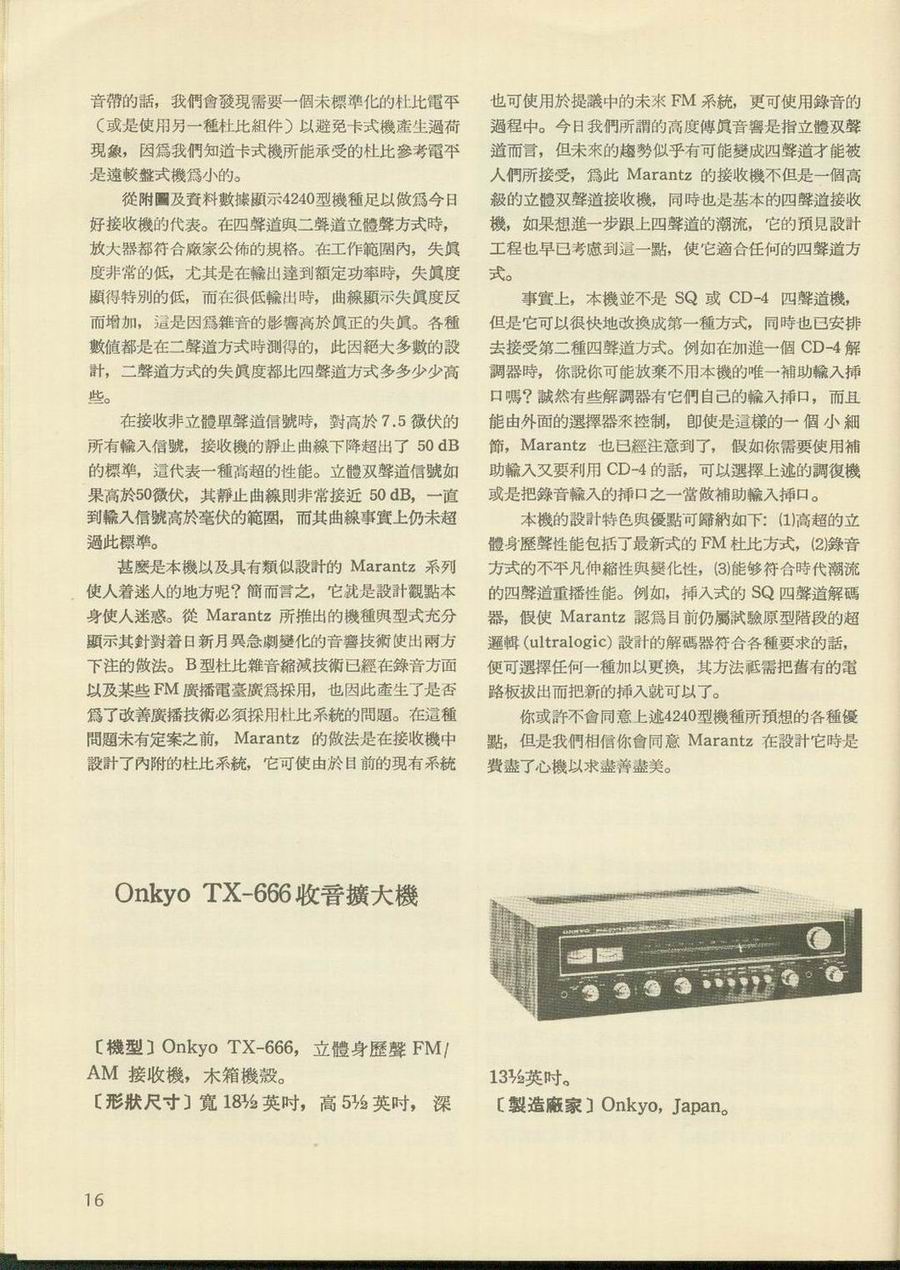 音帶的話，我們會發現需要一個未標準化的杜比電平
（或是使用另一種杜比組件）以避免卡式機產生過荷
現象，因爲我們知道卡式機所能承受的杜比參考電平
是遠較盤式機爲小的。
從附圖及資料數據顯示4240型機種足以做爲今日
好接收機的代表。在四聲道與二聲道立體聲方式時，
放大器都符合廠家公佈的規格。在工作範圍內，失眞
度非常的低，尤其是在輸出達到額定功率時，失眞度
顯得特別的低，而在很低輸出時，曲線顯示失眞度反
而增加，這是因爲雜音的影響高於眞正的失眞。各種
數値都是在二聲道方式時測得的，此因絕大多數的設
計，二聲道方式的失眞度都比四聲道方式多多少少高
些。
在接收非立體單聲道信號時，對高於 7.5 微伏的
所有輸入信號，接收機的靜止曲線下降超出了 50 dB
的標準，這代表一種高超的性能。立體双聲道信號如
果高於50微伏，其靜止曲線則非常接近 50 dB，一直
到輸入信號高於毫伏的範圍，而其曲線事實上仍未超
過此標準。
甚麼是本機以及具有類似設計的 Marantz 系列
使人着迷人的地方呢？簡而言之，它就是設計觀點本
身使人迷惑。從 Marantz 所推出的機種與型式充分
顯示其針對着日新月異急劇變化的音響技術使出兩方
下注的做法。B型杜比雜音縮減技術已經在錄音方面
以及某些 FM 廣播電臺廣爲採用，也因此產生了是否
爲了改善廣播技術必須採用杜比系統的問題。在這種
問題未有定案之前， Marantz 的做法是在接收機中
設計了內附的杜比系統，它可使由於目前的現有系統
也可使用於提議中的未來 FM 系統，更可使用錄音的
過程中。今日我們所謂的高度傳眞音響是指立體双聲
道而言，但未來的趨勢似乎有可能變成四聲道才能被
人們所接受，爲此 Marantz 的接收機不但是一個高
級的立體双聲道接收機，同時也是基本的四聲道接收
機，如果想進一步跟上四聲道的潮流，它的預見設計
工程也早已考慮到這一點，使它適合任何的四聲道方
式。
事實上，本機並不是 SQ 或 CD-4 四聲道機，
但是它可以很快地改換成第一種方式，同時也已安排
去接受第二種四聲道方式。例如在加進一個 CD-4 解
調器時，你說你可能放棄不用本機的唯一補助輸入挿
口嗎？誠然有些解調器有它們自己的輸入挿口，而且
能由外面的選擇器來控制，即使是這樣的一 個 小 細
節，Marantz 也已經注意到了，假如你需要使用補
助輸入又要利用 CD-4 的話，可以選擇上述的調復機
或是把錄音輸入的挿口之一當做補助輸入挿口。
本機的設計特色與優點可歸納如下：(1)高超的立
體身歷聲性能包括了最新式的 FM 杜比方式，(2)錄音
方式的不平凡伸縮性與變化性，(3)能够符合時代潮流
的四聲道重播性能。例如，挿入式的 SQ 四聲道解碼
器，假使 Marantz 認爲目前仍屬試驗原型階段的超
邏輯 (ultralogic) 設計的解碼器符合各種要求的話，
便可選擇任何一種加以更換，其方法祗需把舊有的電
路板拔出而把新的挿入就可以了。
你或許不會同意上述4240型機種所預想的各種優
點，但是我們相信你會同意 Marantz 在設計它時是
費盡了心機以求盡善盡美。
Onkyo TX-666收音擴大機
ONKYO
〔機型〕Onkyo TX-666，立體身歷聲 FM/
AM 接收機，木箱機殼。
〔形狀尺寸〕寬 18½ 英吋，高 5½ 英吋， 深
13½英吋。
〔製造廠家〕Onkyo, Japan。
16